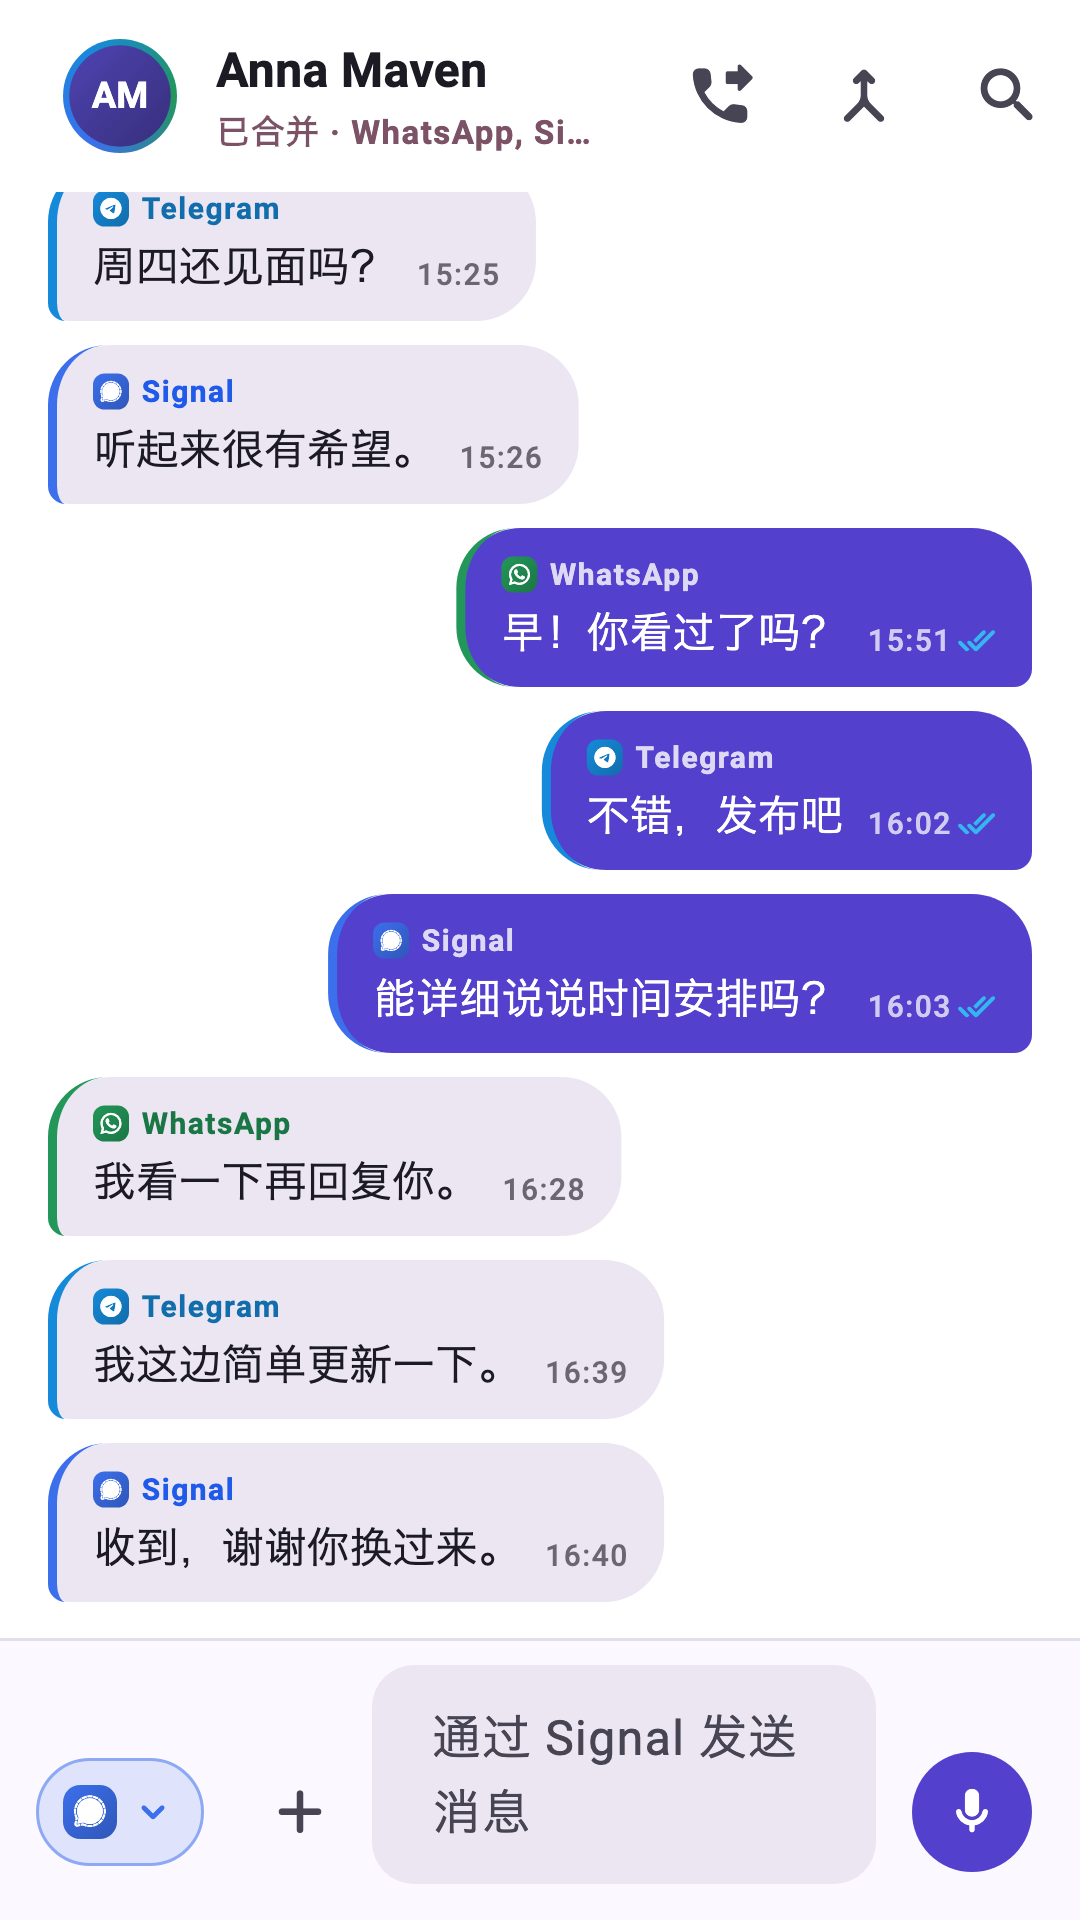 AM
Anna Maven
已合并 · WhatsApp, Si…
Telegram
周四还见面吗？ 15:25
Signal
听起来很有希望。 15:26
WhatsApp
早！你看过了吗？ 15:51
Telegram
不错，发布吧 16:02
Signal
能详细说说时间安排吗？ 16:03
WhatsApp
我看一下再回复你。 16:28
Telegram
我这边简单更新一下。 16:39
Signal
收到，谢谢你换过来。 16:40
通过 Signal 发送
消息